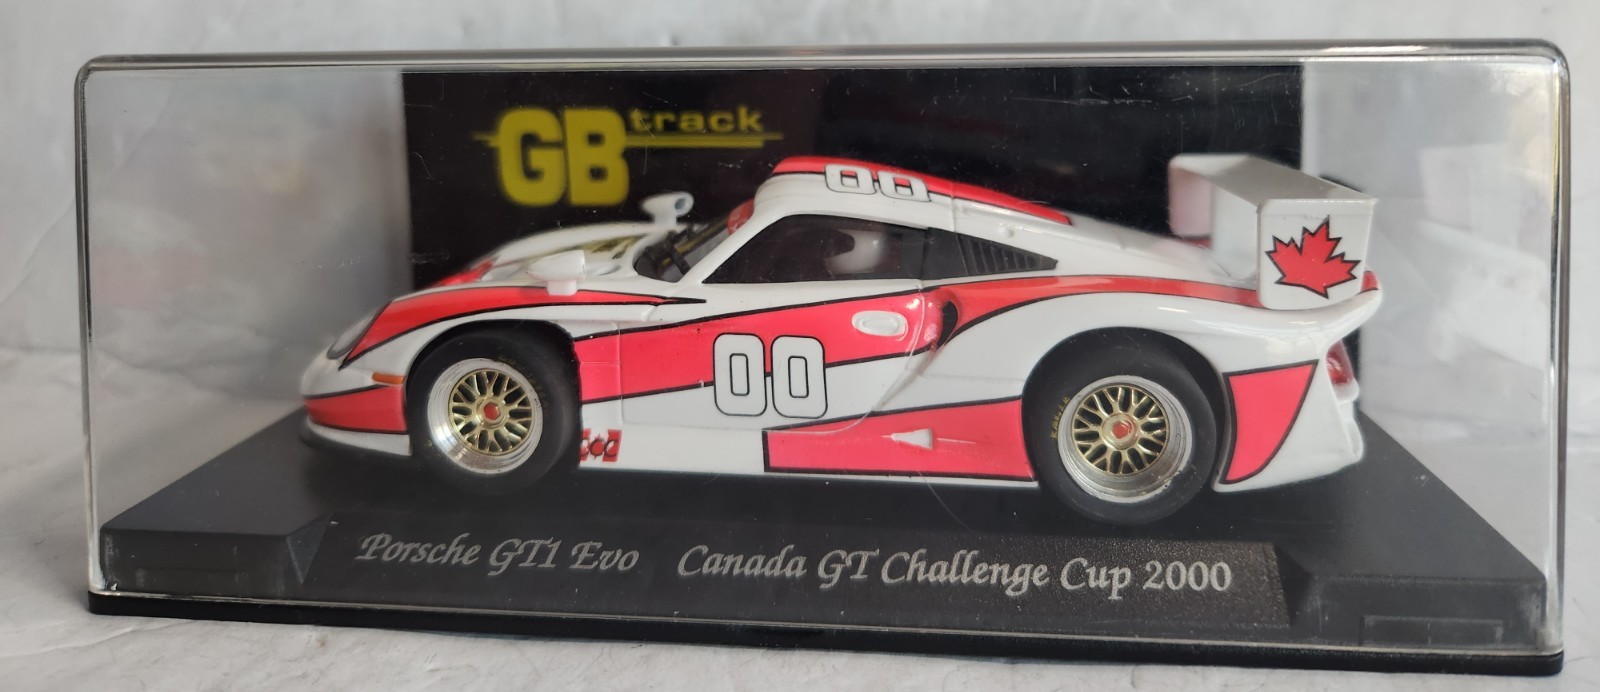 GB track
00
00
Porsche GT1 Evo Canada GT Challenge Cup 2000